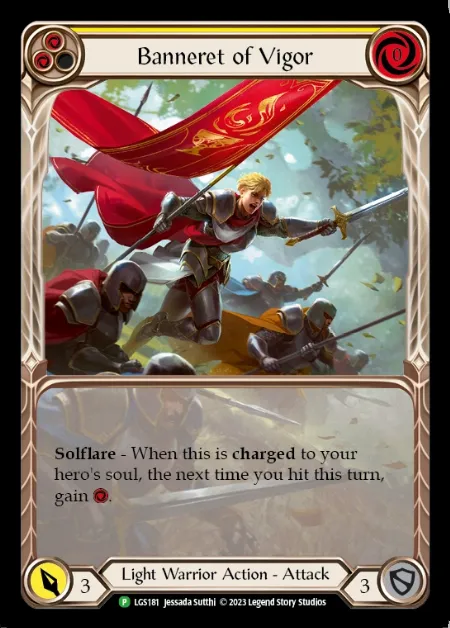 Banneret of Vigor
0
Solflare - When this is charged to your
hero's soul, the next time you hit this turn,
gain .
3
Light Warrior Action - Attack
3
P LGS181 Jessada Sutthi © 2023 Legend Story Studios